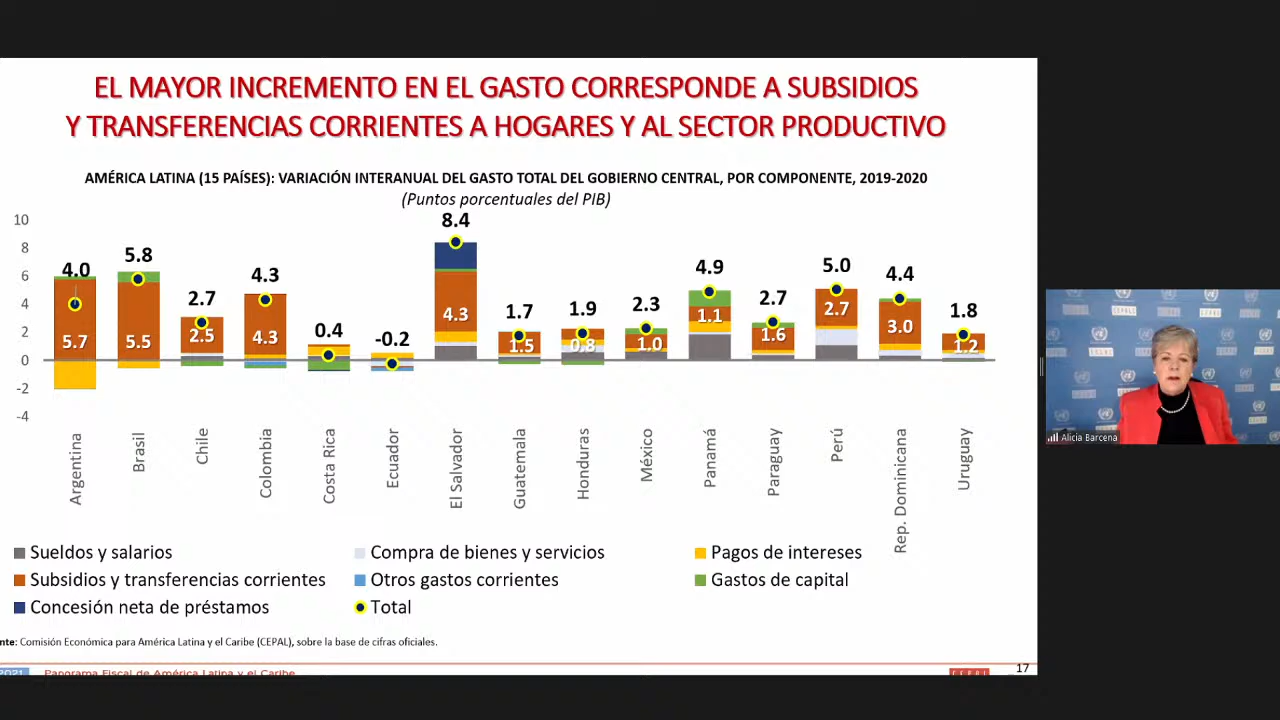 EL MAYOR INCREMENTO EN EL GASTO CORRESPONDE A SUBSIDIOS
Y TRANSFERENCIAS CORRIENTES A HOGARES Y AL SECTOR PRODUCTIVO
AMÉRICA LATINA (15 PAÍSES): VARIACIÓN INTERANUAL DEL GASTO TOTAL DEL GOBIERNO CENTRAL, POR COMPONENTE, 2019-2020
(Puntos porcentuales del PIB)
10
8
6
4
2
0
-2
-4
4.0
5.8
2.7
4.3
0.4
-0.2
8.4
1.7
1.9
2.3
4.9
2.7
5.0
4.4
1.8
5.7
5.5
2.5
4.3
4.3
1.5
0.8
1.0
1.1
1.6
2.7
3.0
1.2
Argentina
Brasil
Chile
Colombia
Costa Rica
Ecuador
El Salvador
Guatemala
Honduras
México
Panamá
Paraguay
Perú
Rep. Dominicana
Uruguay
Sueldos y salarios
Compra de bienes y servicios
Pagos de intereses
Subsidios y transferencias corrientes
Otros gastos corrientes
Gastos de capital
Concesión neta de préstamos
Total
nte: Comisión Económica para América Latina y el Caribe (CEPAL), sobre la base de cifras oficiales.
2021 Panorama Fiscal de América Latina y el Caribe
CEPAL
17
Alicia Barcena